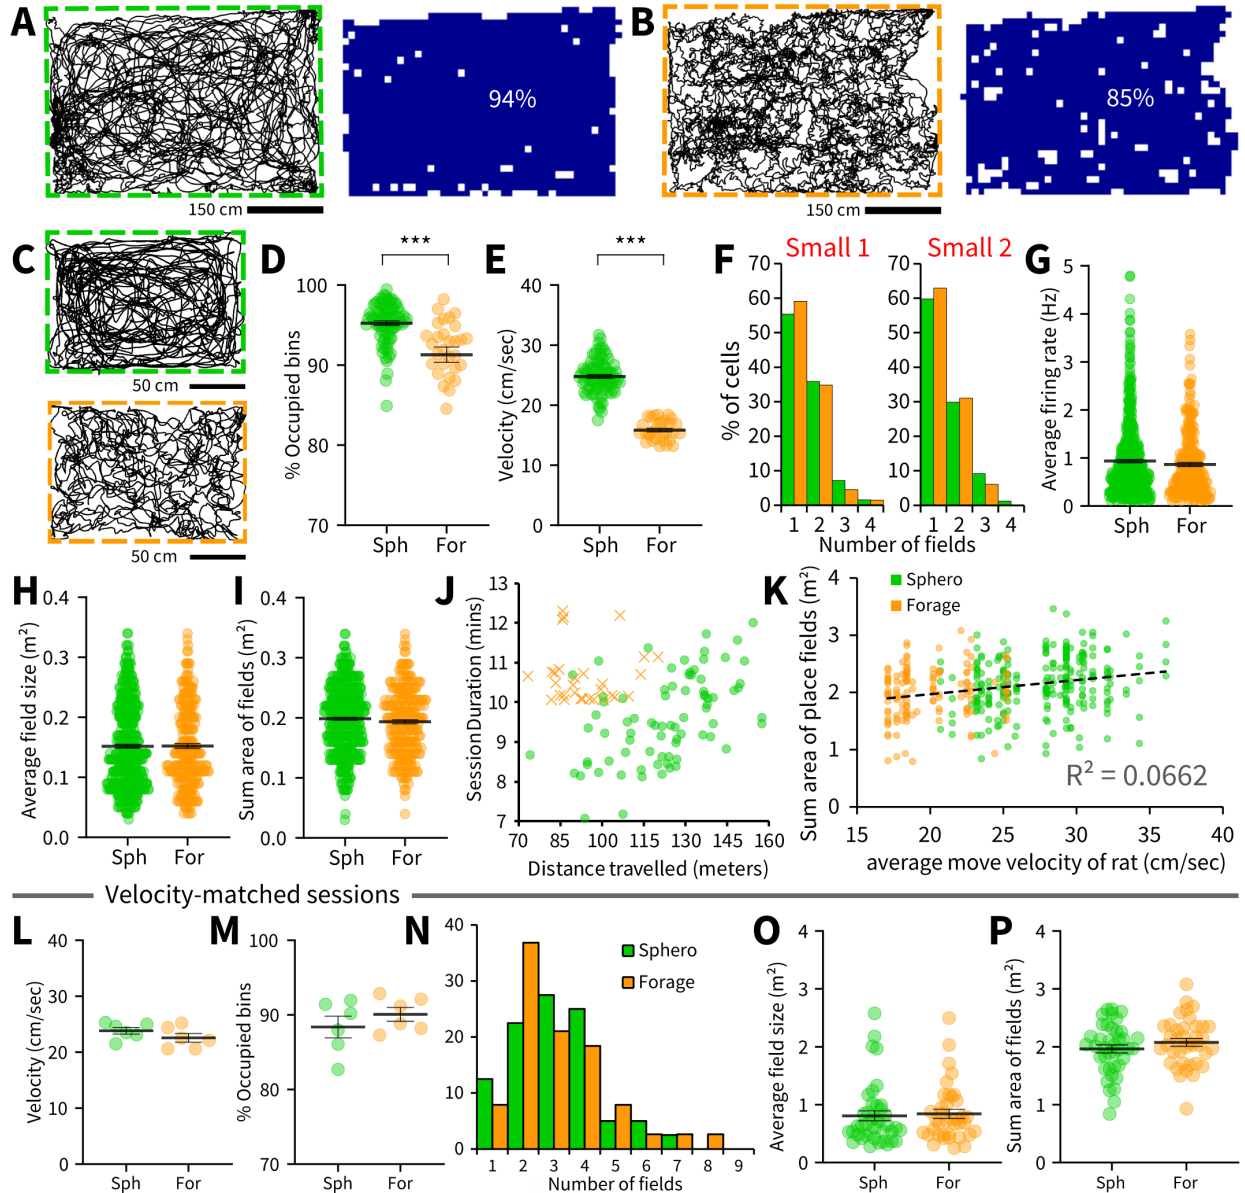 A
94%
150 cm
B
85%
150 cm
C
50 cm
50 cm
D
***
% Occupied bins
100
90
80
70
Sph For
E
***
Velocity (cm/sec)
40
30
20
10
0
Sph For
F
Small 1
Small 2
% of cells
70
60
50
40
30
20
10
0
1 2 3 4
70
60
50
40
30
20
10
0
1 2 3 4
Number of fields
G
Average firing rate (Hz)
5
4
3
2
1
0
Sph For
H
Average field size (m²)
0.4
0.3
0.2
0.1
0.0
Sph For
I
Sum area of fields (m²)
0.4
0.3
0.2
0.1
0.0
Sph For
J
Session Duration (mins)
13
12
11
10
9
8
7
70 85 100 115 130 145 160
Distance travelled (meters)
K
Sum area of place fields (m²)
4
3
2
1
0
Sphero
Forage
R² = 0.0662
15 20 25 30 35 40
average move velocity of rat (cm/sec)
Velocity-matched sessions
L
Velocity (cm/sec)
40
30
20
10
0
Sph For
M
% Occupied bins
100
90
80
70
Sph For
N
40
30
20
10
0
Sphero
Forage
1 2 3 4 5 6 7 8 9
Number of fields
O
Average field size (m²)
4
3
2
1
0
Sph For
P
Sum area of fields (m²)
4
3
2
1
0
Sph For